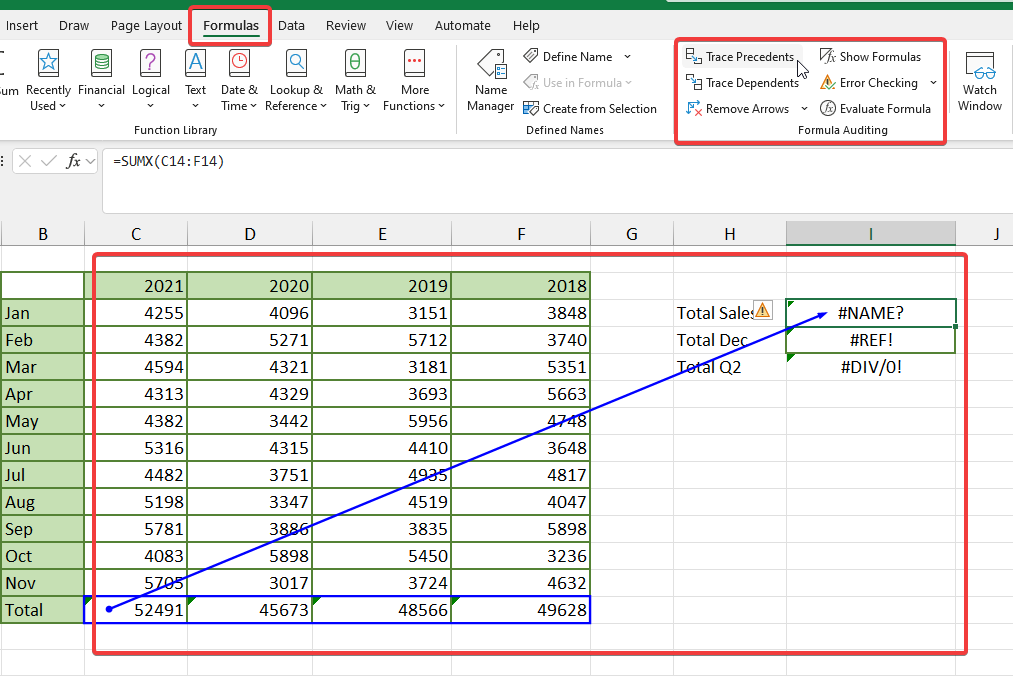 Insert Draw Page Layout Formulas Data Review View Automate Help
Recently Used Financial Logical Text Date & Time Lookup & Reference Math & Trig More Functions
Function Library
Name Manager
Define Name
Use in Formula
Create from Selection
Defined Names
Trace Precedents Show Formulas
Trace Dependents Error Checking
Remove Arrows Evaluate Formula
Formula Auditing
Watch Window
fx =SUMX(C14:F14)
B C D E F G H I J
2021 2020 2019 2018
Jan 4255 4096 3151 3848 Total Sales #NAME?
Feb 4382 5271 5712 3740 Total Dec #REF!
Mar 4594 4321 3181 5351 Total Q2 #DIV/0!
Apr 4313 4329 3693 5663
May 4382 3442 5956 4748
Jun 5316 4315 4410 3648
Jul 4482 3751 4935 4817
Aug 5198 3347 4519 4047
Sep 5781 3886 3835 5898
Oct 4083 5898 5450 3236
Nov 5705 3017 3724 4632
Total 52491 45673 48566 49628